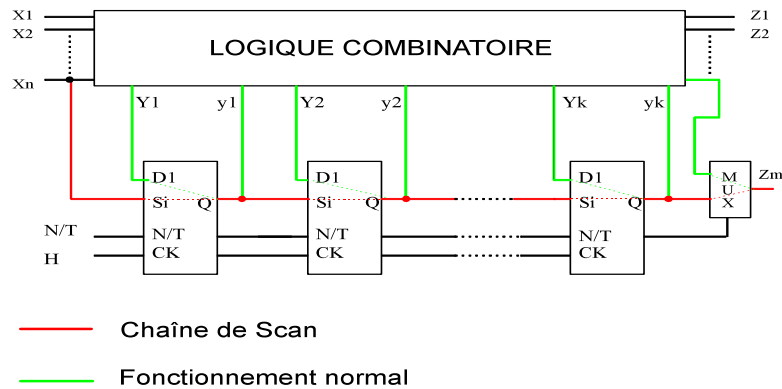 X1
Z1
X2
LOGIQUE COMBINATOIRE
Z2
Xn
Y1
y1
Y2
y2
Yk
yk
D1
D1
D1
M
U
X
Zm
Si
Q
Si
Q
Si
Q
N/T
N/T
N/T
N/T
H
CK
CK
CK
Chaîne de Scan
Fonctionnement normal